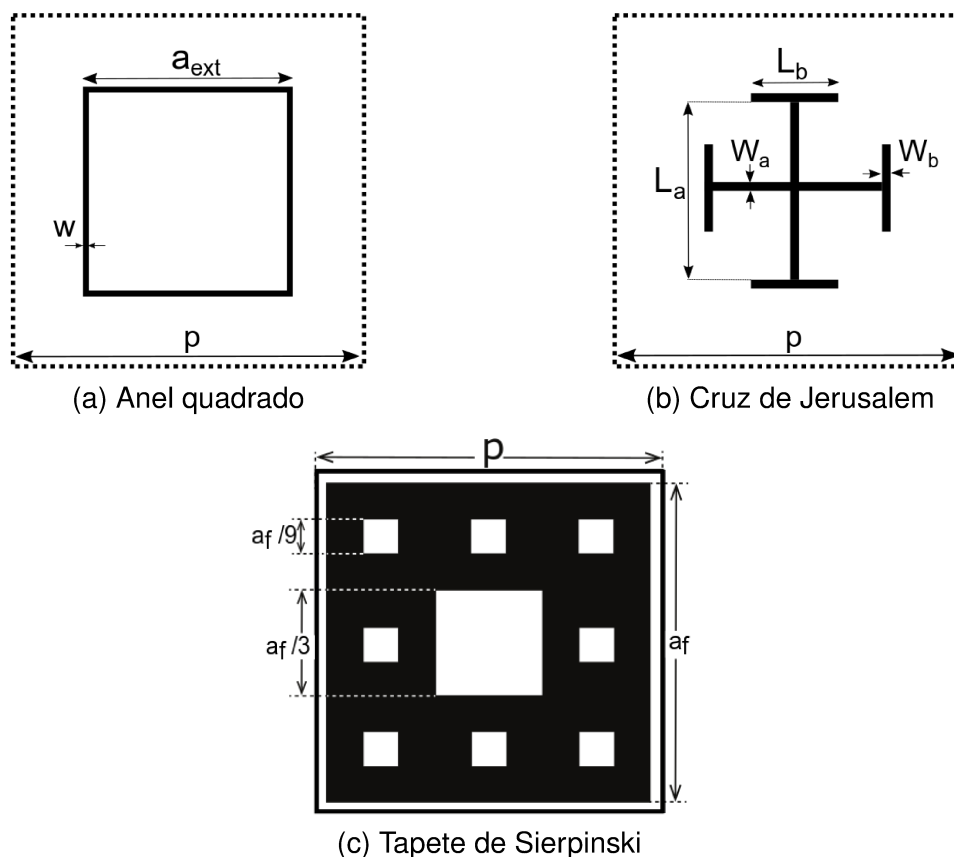 a_ext
w
p
(a) Anel quadrado
L_b
W_a
W_b
L_a
p
(b) Cruz de Jerusalem
p
a_f /9
a_f /3
a_f
(c) Tapete de Sierpinski